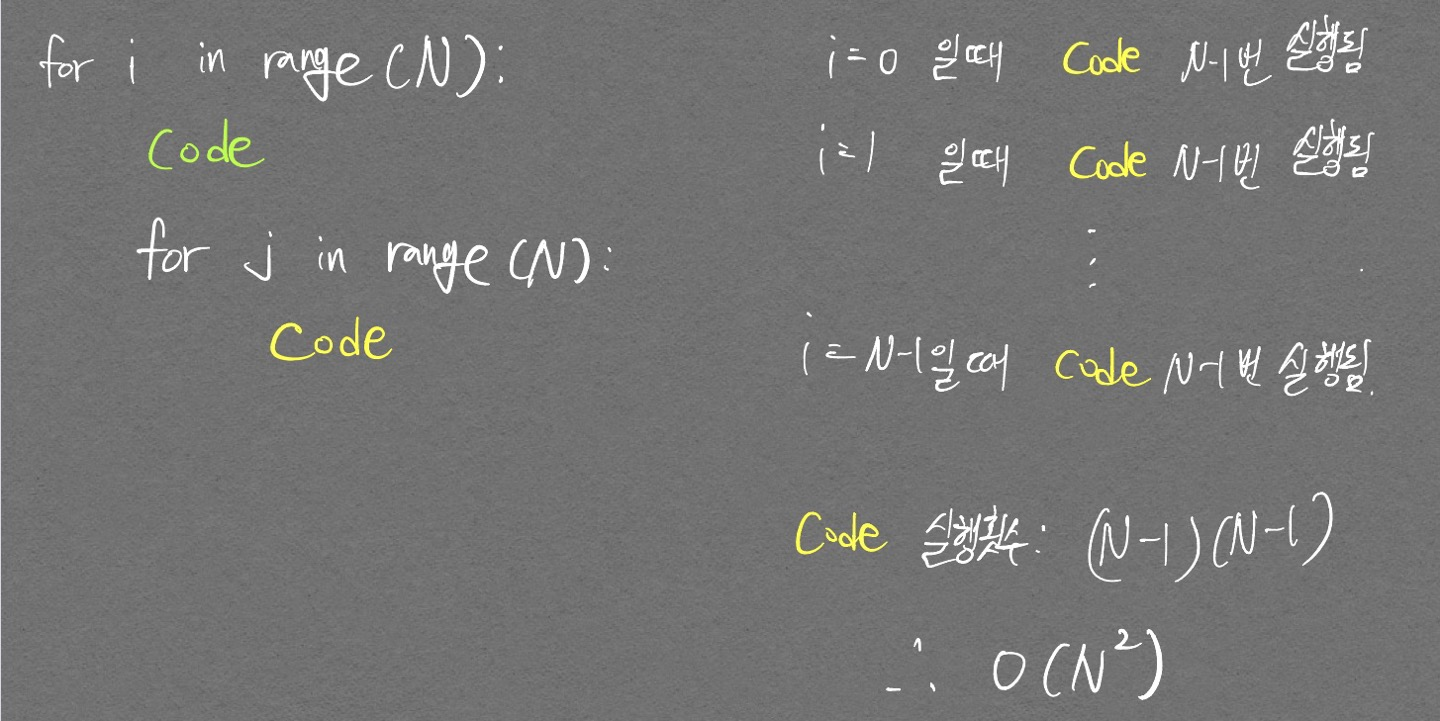 for i in range(N):
Code
for j in range(N):
Code
i=0 일때 Code N-1번 실행됨
i=1 일때 Code N-1번 실행됨
⋮
i=N-1일때 Code N-1번 실행됨.
Code 실행횟수: (N-1)(N-1)
∴ O(N²)